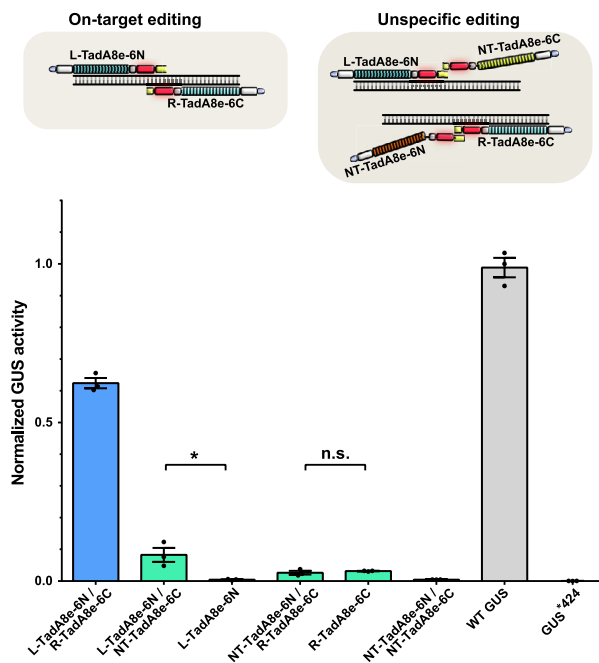 On-target editing
Unspecific editing
L-TadA8e-6N
R-TadA8e-6C
NT-TadA8e-6C
L-TadA8e-6N
R-TadA8e-6C
NT-TadA8e-6N
Normalized GUS activity
1.0
0.5
0.0
*
n.s.
L-TadA8e-6N /
R-TadA8e-6C
L-TadA8e-6N /
NT-TadA8e-6C
L-TadA8e-6N
NT-TadA8e-6N /
R-TadA8e-6C
R-TadA8e-6C
NT-TadA8e-6N /
NT-TadA8e-6C
WT GUS
GUS*424